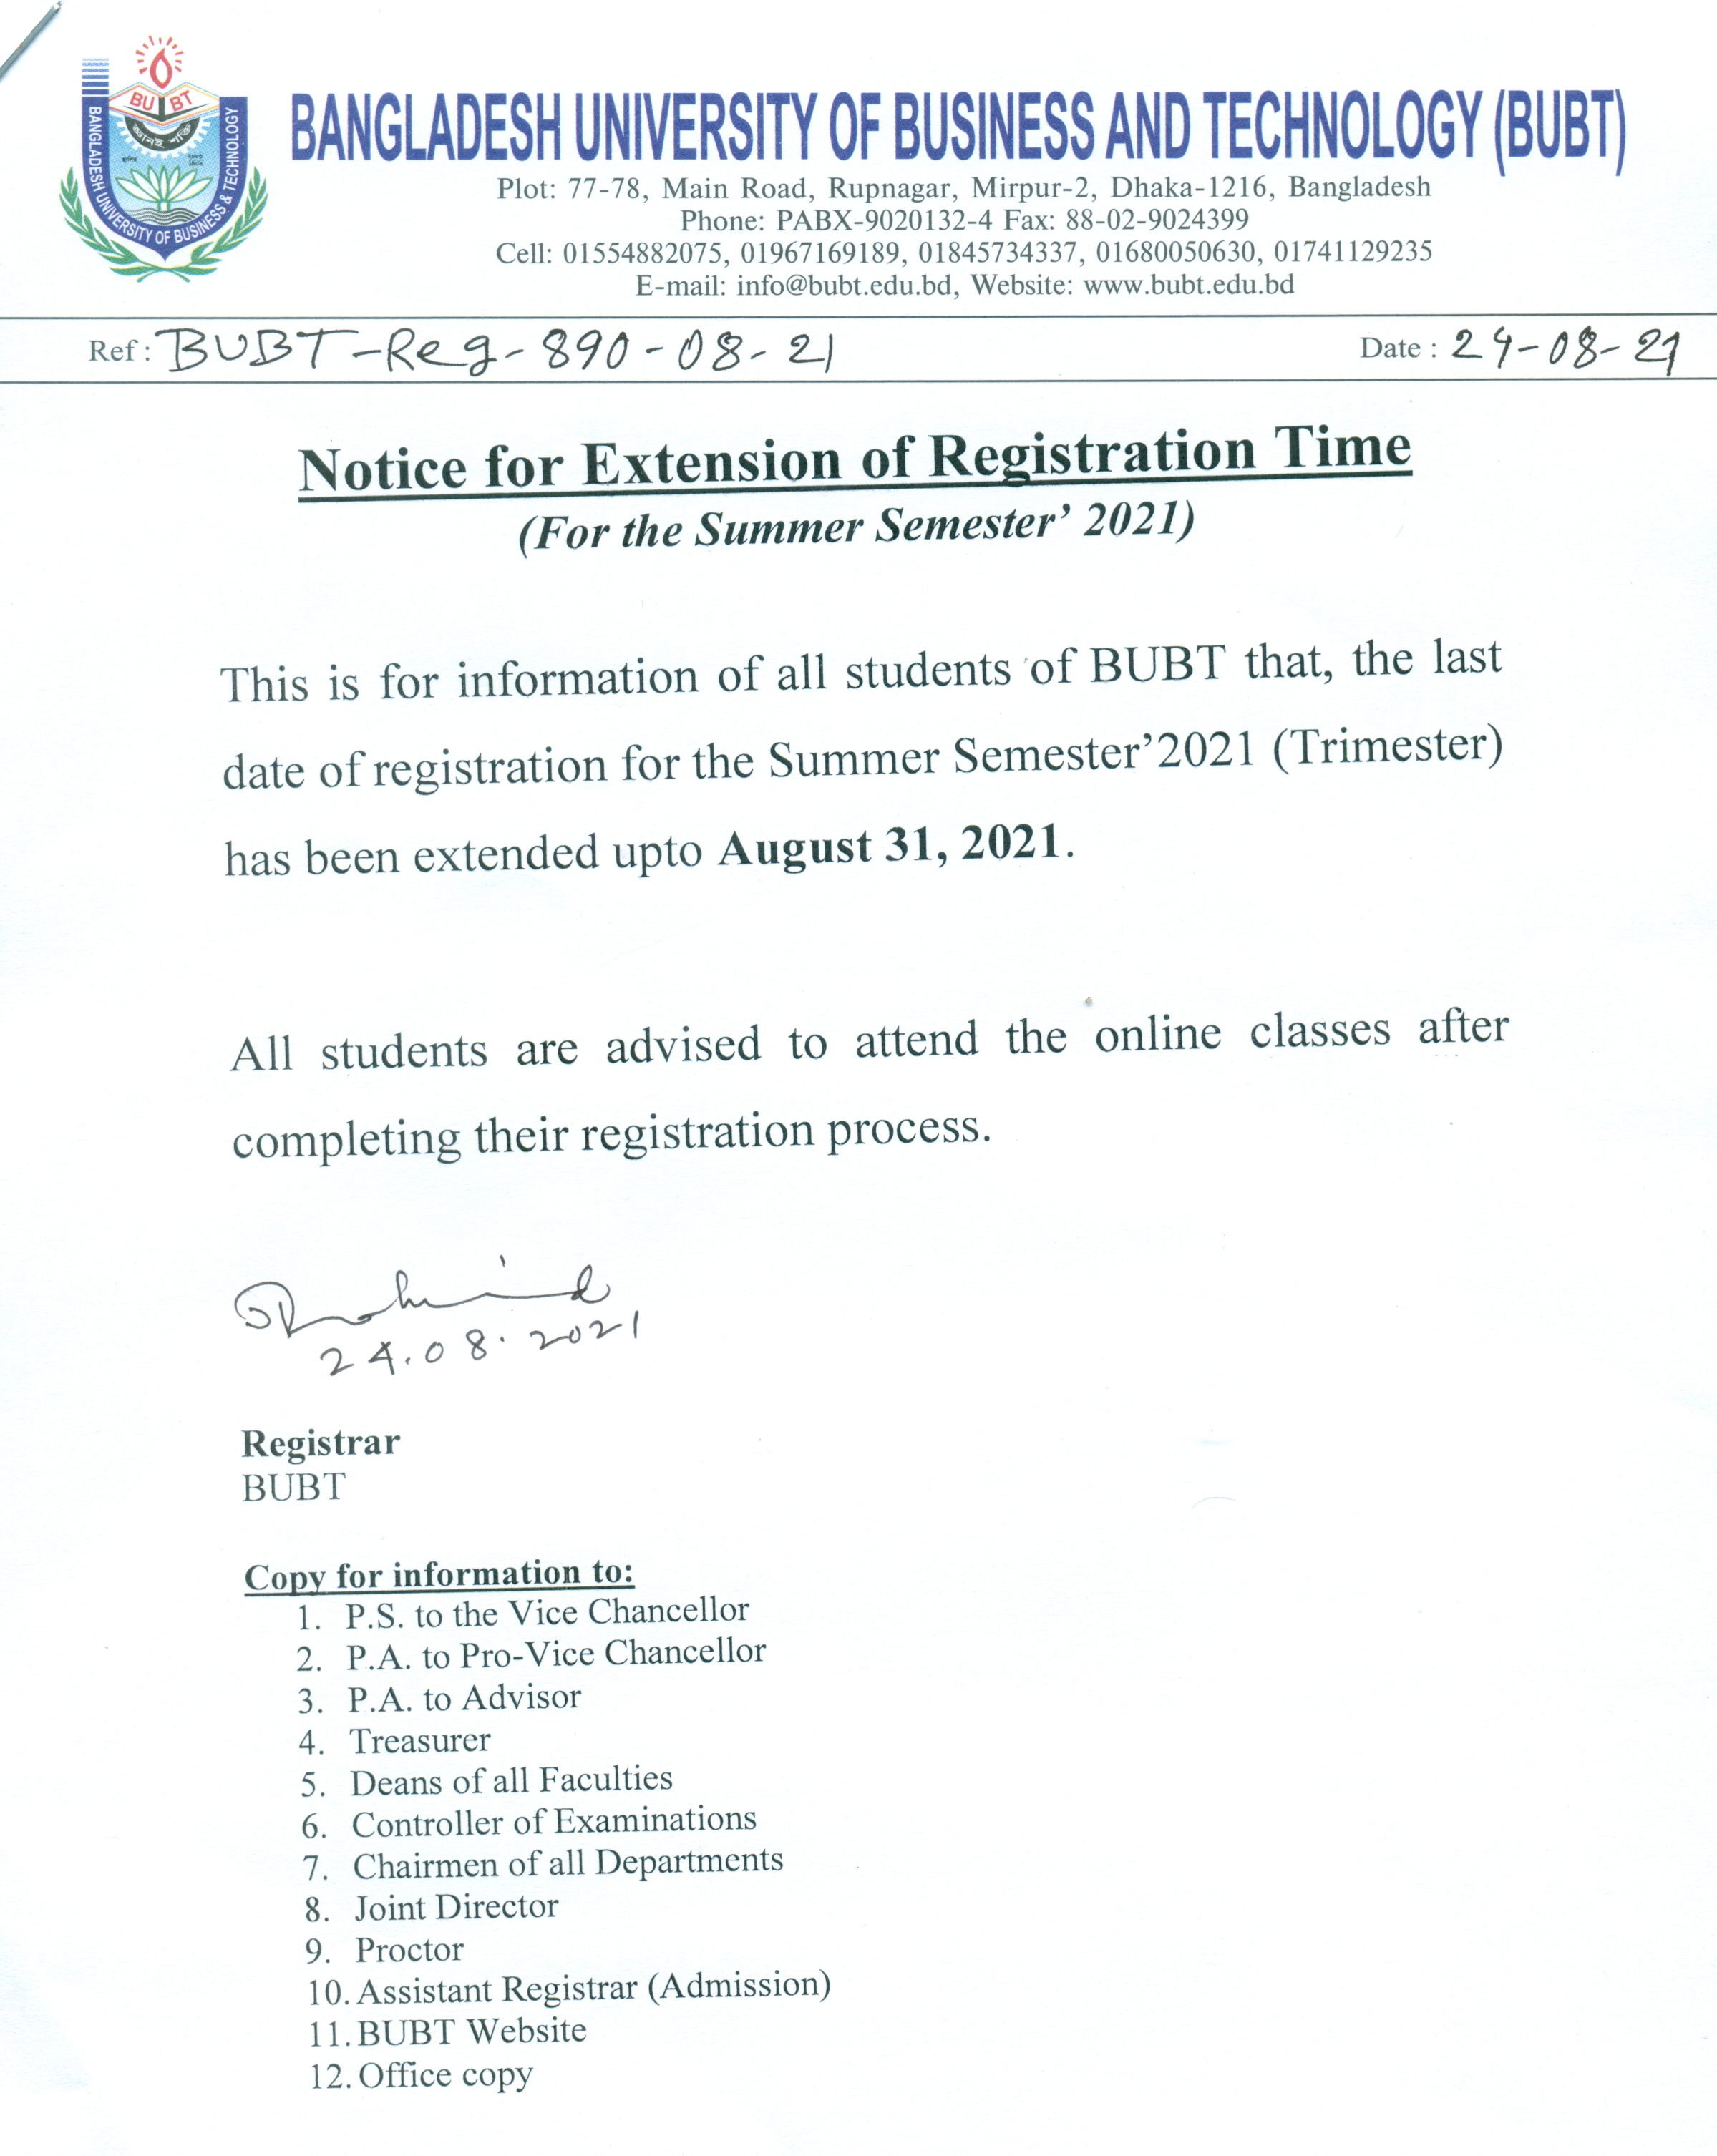 BUBT
জ্ঞানই শক্তি
স্থাপিত ২০০৩
BANGLADESH UNIVERSITY OF BUSINESS & TECHNOLOGY
BANGLADESH UNIVERSITY OF BUSINESS AND TECHNOLOGY (BUBT)
Plot: 77-78, Main Road, Rupnagar, Mirpur-2, Dhaka-1216, Bangladesh
Phone: PABX-9020132-4 Fax: 88-02-9024399
Cell: 01554882075, 01967169189, 01845734337, 01680050630, 01741129235
E-mail: info@bubt.edu.bd, Website: www.bubt.edu.bd
Ref : BUBT-Reg-890-08-21 Date : 24-08-21
Notice for Extension of Registration Time
(For the Summer Semester’ 2021)
This is for information of all students of BUBT that, the last
date of registration for the Summer Semester’2021 (Trimester)
has been extended upto August 31, 2021.
All students are advised to attend the online classes after
completing their registration process.
24.08.2021
Registrar
BUBT
Copy for information to:
1. P.S. to the Vice Chancellor
2. P.A. to Pro-Vice Chancellor
3. P.A. to Advisor
4. Treasurer
5. Deans of all Faculties
6. Controller of Examinations
7. Chairmen of all Departments
8. Joint Director
9. Proctor
10. Assistant Registrar (Admission)
11. BUBT Website
12. Office copy